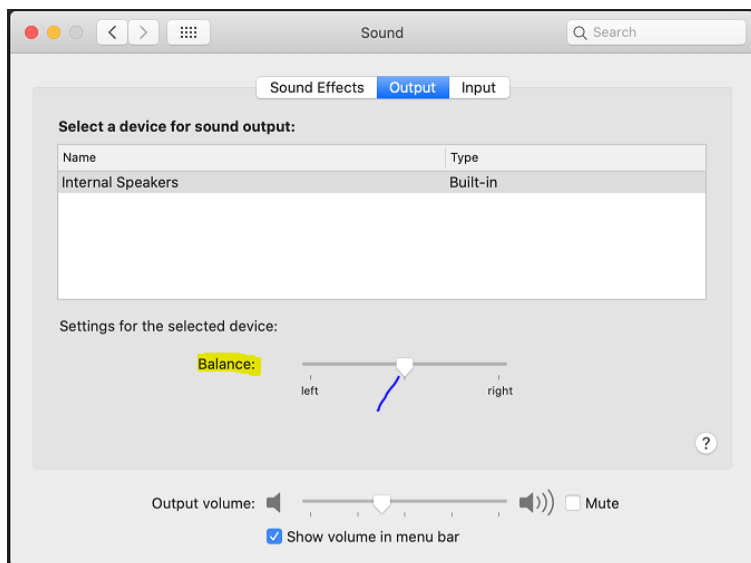 Sound
Search
Sound Effects
Output
Input
Select a device for sound output:
Name Type
Internal Speakers Built-in
Settings for the selected device:
Balance:
left right
?
Output volume: Mute
Show volume in menu bar